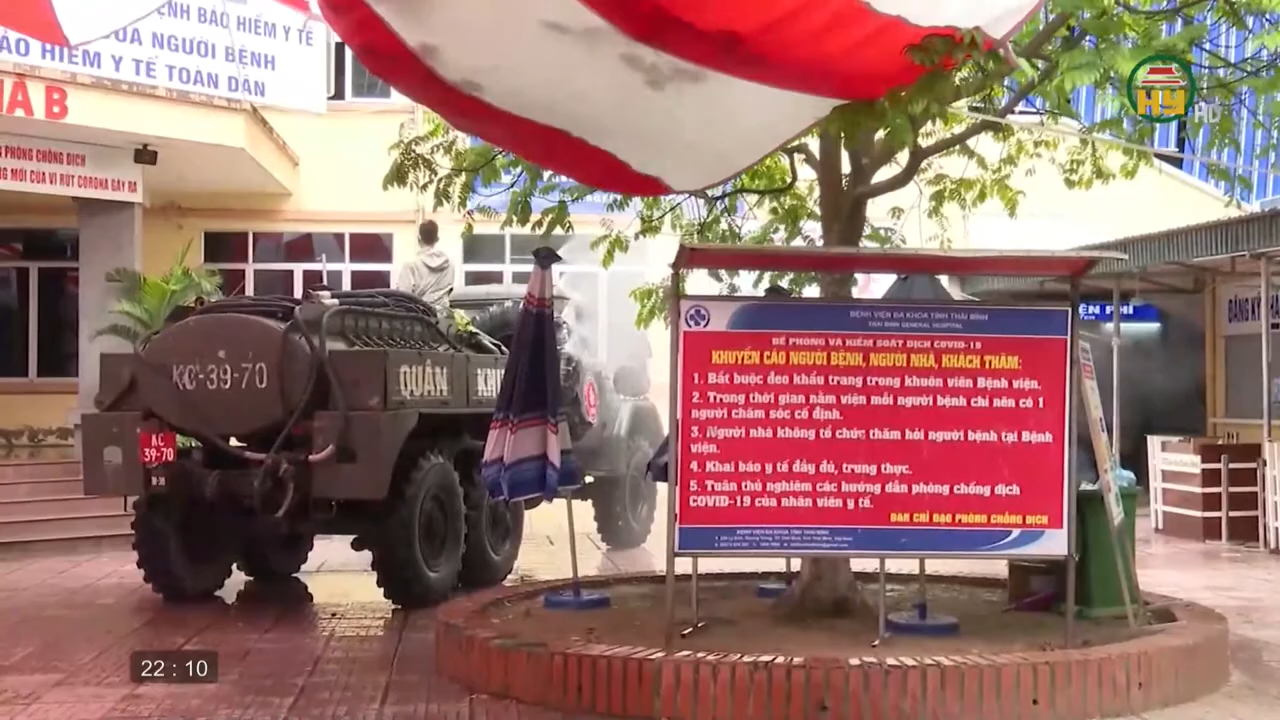 ỆNH BẢO HIỂM Y TẾ
ỦA NGƯỜI BỆNH
ẢO HIỂM Y TẾ TOÀN DÂN
HÀ B
PHÒNG CHỐNG DỊCH
NG MỚI CỦA VI RÚT CORONA GÂY RA
HY HD
KC-39-70
QUÂN KHU
KC
39-70
BỆNH VIỆN ĐA KHOA TỈNH THÁI BÌNH
THAI BINH GENERAL HOSPITAL
ĐỂ PHÒNG VÀ KIỂM SOÁT DỊCH COVID-19
KHUYẾN CÁO NGƯỜI BỆNH, NGƯỜI NHÀ, KHÁCH THĂM:
1. Bắt buộc đeo khẩu trang trong khuôn viên Bệnh viện.
2. Trong thời gian nằm viện mỗi người bệnh chỉ nên có 1
người chăm sóc cố định.
3. Người nhà không tổ chức thăm hỏi người bệnh tại Bệnh
viện.
4. Khai báo y tế đầy đủ, trung thực.
5. Tuân thủ nghiêm các hướng dẫn phòng chống dịch
COVID-19 của nhân viên y tế.
BAN CHỈ ĐẠO PHÒNG CHỐNG DỊCH
BỆNH VIỆN ĐA KHOA TỈNH THÁI BÌNH
ỆN PHÍ
ĐĂNG KÝ
22 : 10